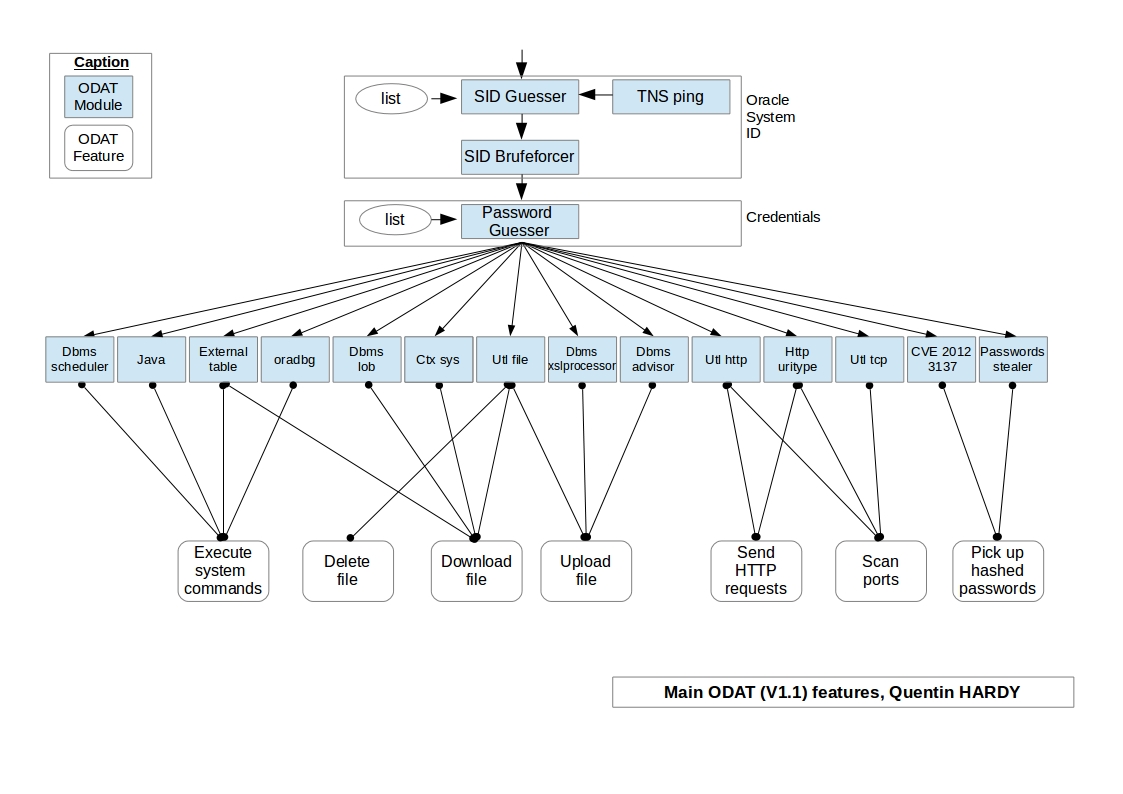 Caption
ODAT
Module
ODAT
Feature
list
SID Guesser
TNS ping
SID Brufeforcer
Oracle
System
ID
list
Password
Guesser
Credentials
Dbms
scheduler
Java
External
table
oradbg
Dbms
lob
Ctx sys
Utl file
Dbms
xslprocessor
Dbms
advisor
Utl http
Http
uritype
Utl tcp
CVE 2012
3137
Passwords
stealer
Execute
system
commands
Delete
file
Download
file
Upload
file
Send
HTTP
requests
Scan
ports
Pick up
hashed
passwords
Main ODAT (V1.1) features, Quentin HARDY